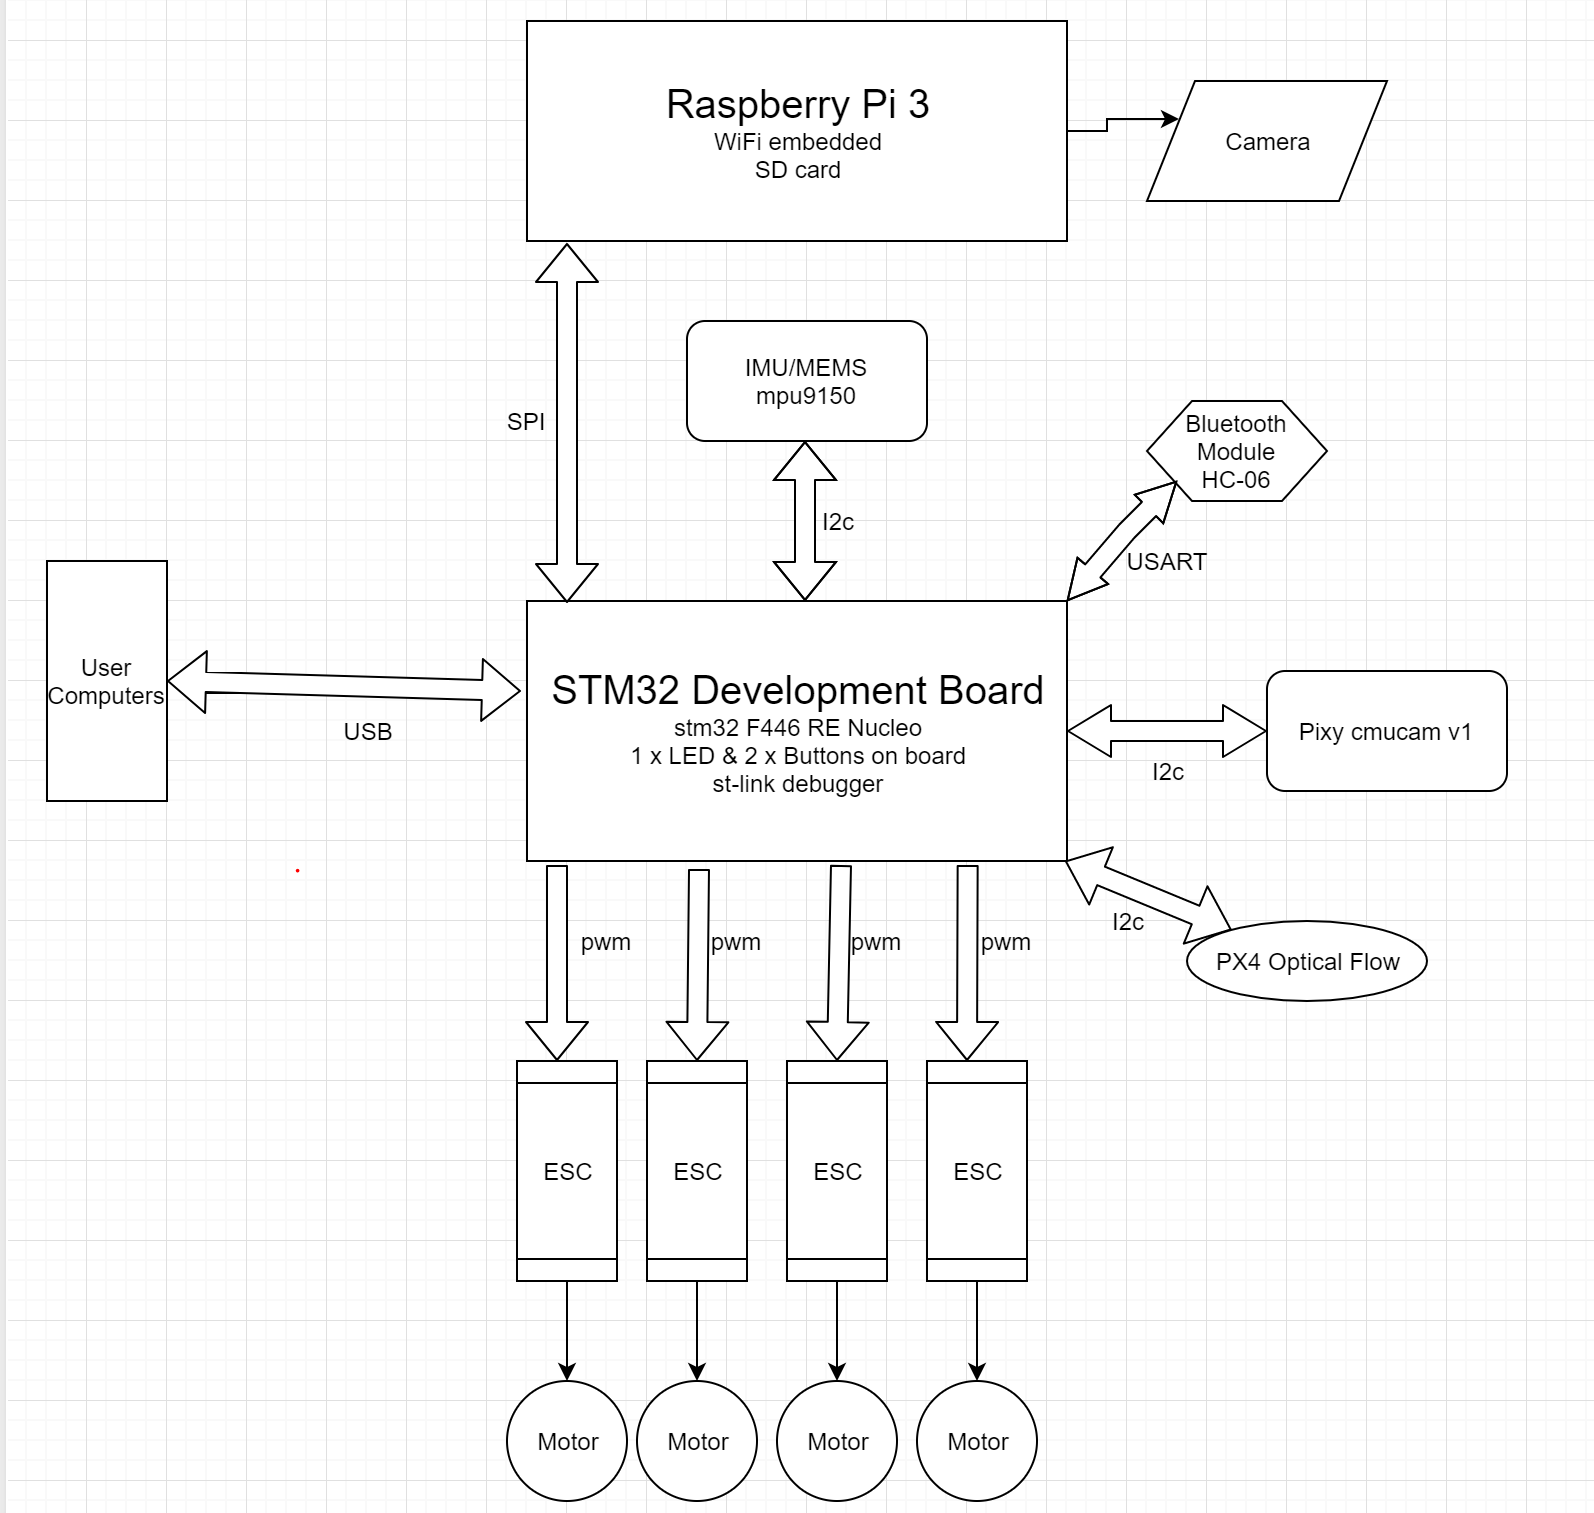 Raspberry Pi 3
WiFi embedded
SD card
Camera
SPI
IMU/MEMS
mpu9150
I2c
Bluetooth
Module
HC-06
USART
User
Computers
USB
STM32 Development Board
stm32 F446 RE Nucleo
1 x LED & 2 x Buttons on board
st-link debugger
Pixy cmucam v1
I2c
I2c
PX4 Optical Flow
pwm
pwm
pwm
pwm
ESC
ESC
ESC
ESC
Motor
Motor
Motor
Motor